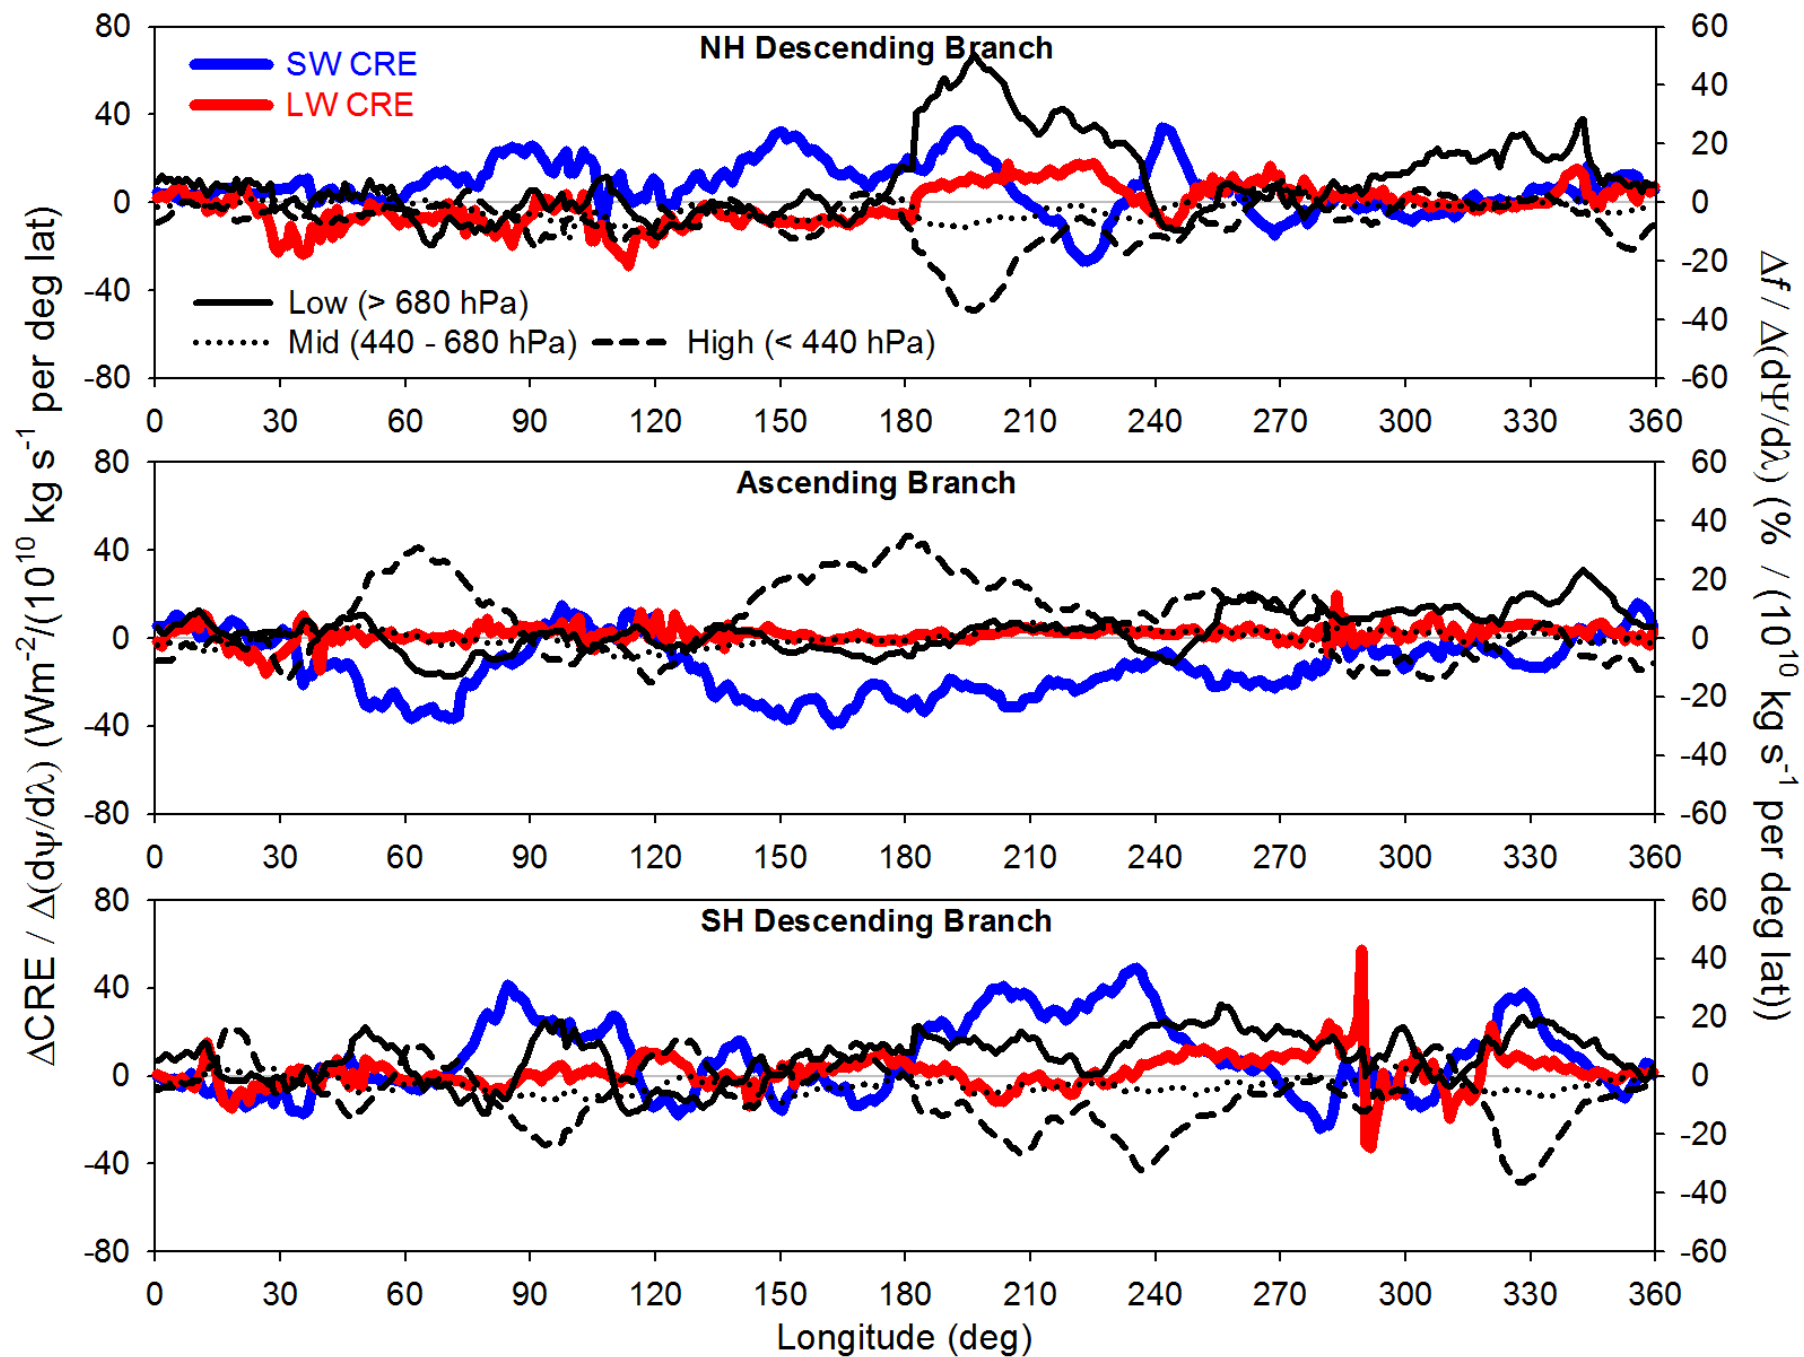 ΔCRE / Δ(dψ/dλ) (Wm-2/(10^10 kg s-1 per deg lat)
80
40
0
-40
-80
NH Descending Branch
SW CRE
LW CRE
Low (> 680 hPa)
Mid (440 - 680 hPa)
High (< 440 hPa)
60
40
20
0
-20
-40
-60
0 30 60 90 120 150 180 210 240 270 300 330 360
80
40
0
-40
-80
Ascending Branch
60
40
20
0
-20
-40
-60
0 30 60 90 120 150 180 210 240 270 300 330 360
80
40
0
-40
-80
SH Descending Branch
60
40
20
0
-20
-40
-60
0 30 60 90 120 150 180 210 240 270 300 330 360
Longitude (deg)
Δf / Δ(dΨ/dλ) (% / (10^10 kg s-1 per deg lat))